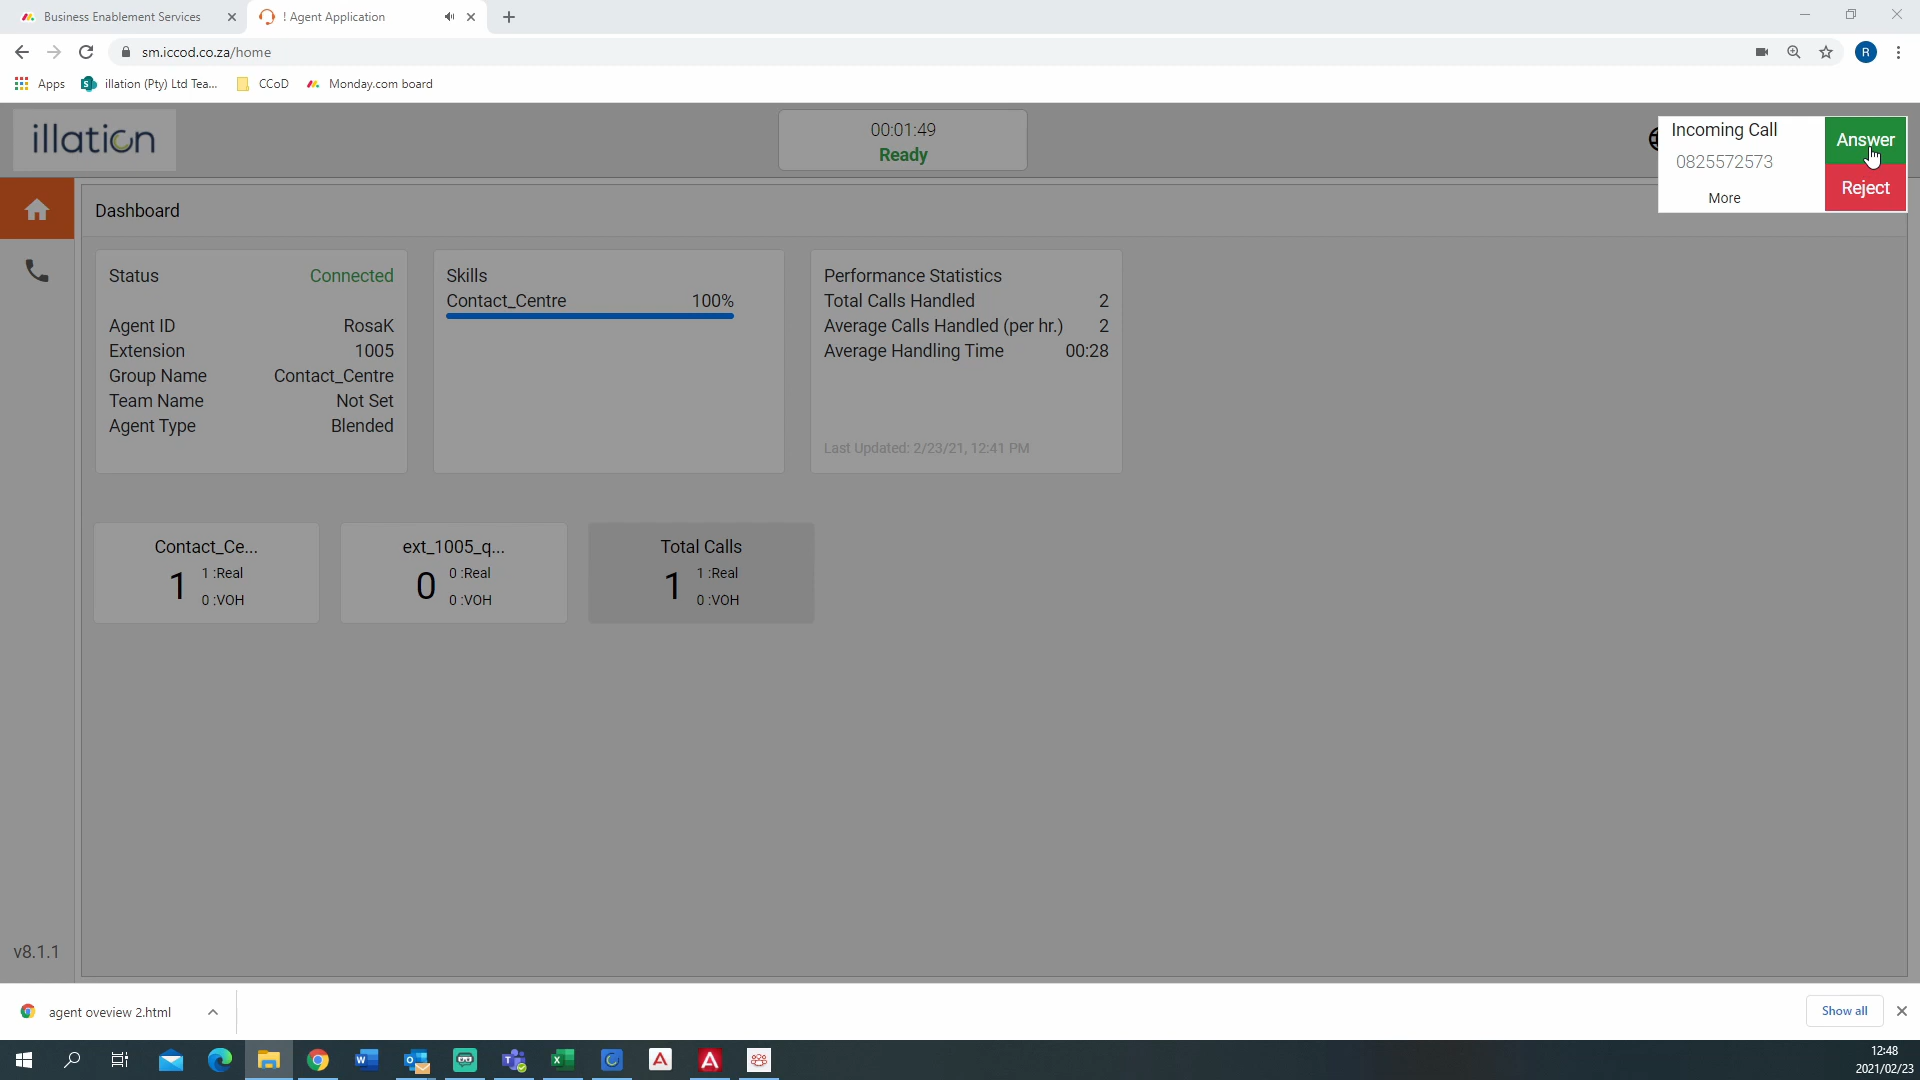 Business Enablement Services
! Agent Application
sm.iccod.co.za/home
R
Apps
illation (Pty) Ltd Tea...
CCoD
Monday.com board
illation
00:01:49
Ready
Incoming Call
0825572573
More
Answer
Reject
Dashboard
Status Connected
Agent ID RosaK
Extension 1005
Group Name Contact_Centre
Team Name Not Set
Agent Type Blended
Skills
Contact_Centre 100%
Performance Statistics
Total Calls Handled 2
Average Calls Handled (per hr.) 2
Average Handling Time 00:28
Last Updated: 2/23/21, 12:41 PM
Contact_Ce...
1 1 :Real
0 :VOH
ext_1005_q...
0 0 :Real
0 :VOH
Total Calls
1 1 :Real
0 :VOH
v8.1.1
agent oveview 2.html
Show all
12:48
2021/02/23